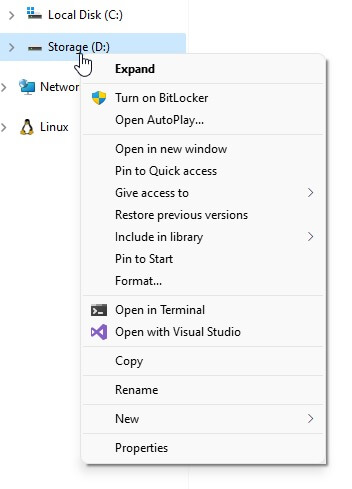 Local Disk (C:)
Storage (D:)
Networ
Linux
Expand
Turn on BitLocker
Open AutoPlay...
Open in new window
Pin to Quick access
Give access to
Restore previous versions
Include in library
Pin to Start
Format...
Open in Terminal
Open with Visual Studio
Copy
Rename
New
Properties